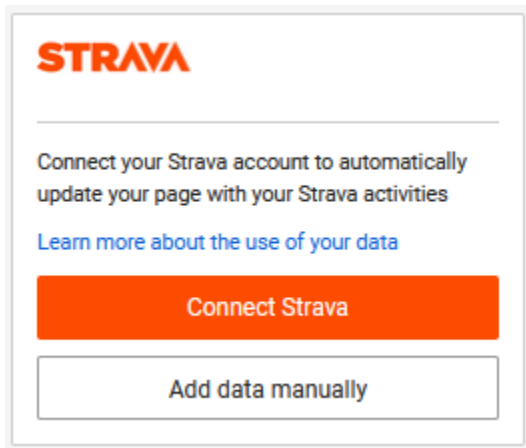 STRAVA
Connect your Strava account to automatically
update your page with your Strava activities
Learn more about the use of your data
Connect Strava
Add data manually